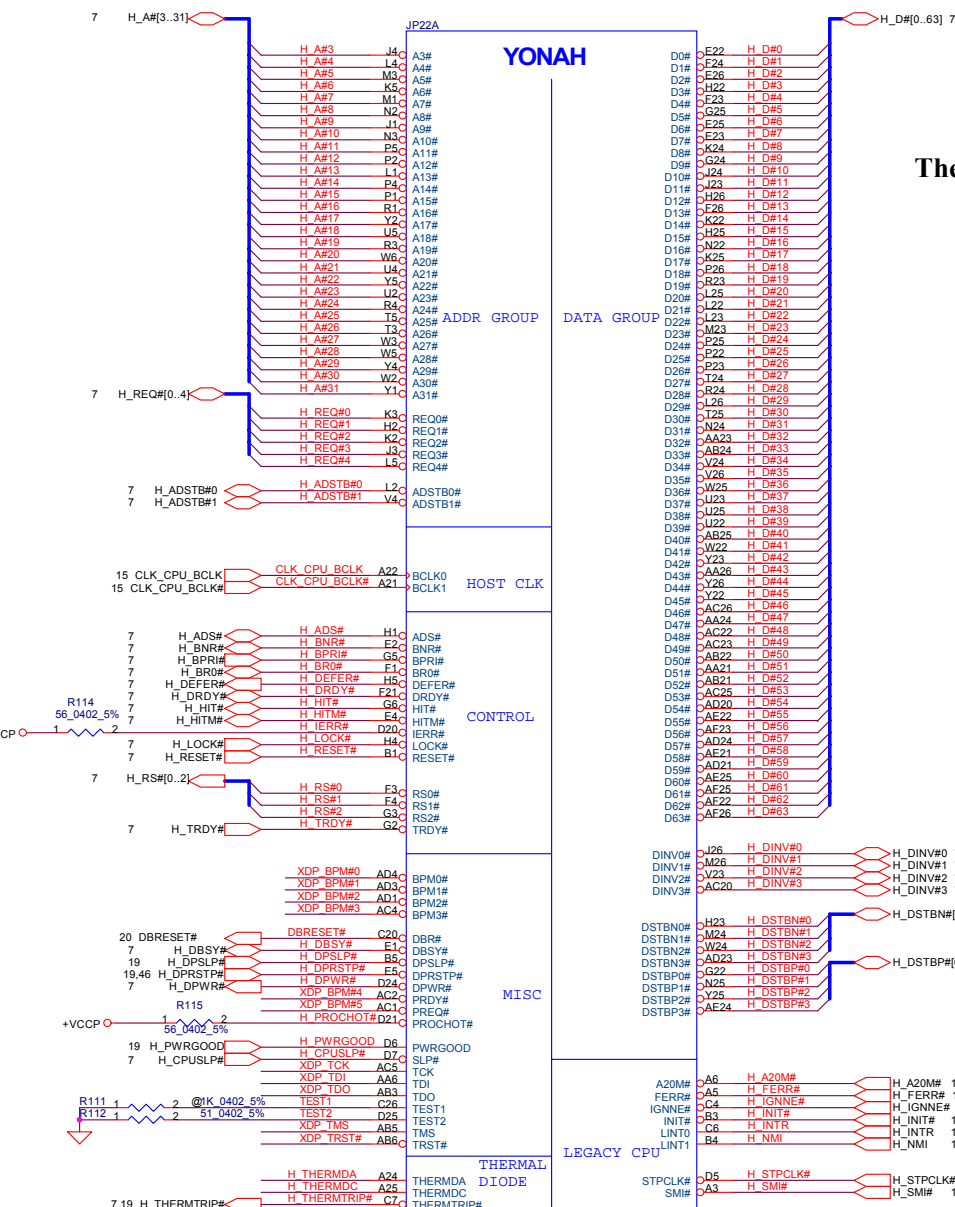 7 H_A#[3..31]
JP22A
YONAH
H_A#3 J4 A3#
H_A#4 L4 A4#
H_A#5 M3 A5#
H_A#6 K5 A6#
H_A#7 M1 A7#
H_A#8 N2 A8#
H_A#9 J1 A9#
H_A#10 N3 A10#
H_A#11 P5 A11#
H_A#12 P2 A12#
H_A#13 L1 A13#
H_A#14 P4 A14#
H_A#15 P1 A15#
H_A#16 R1 A16#
H_A#17 Y2 A17#
H_A#18 U5 A18#
H_A#19 R3 A19#
H_A#20 W6 A20#
H_A#21 U4 A21#
H_A#22 Y5 A22#
H_A#23 U2 A23#
H_A#24 R4 A24#
H_A#25 T5 A25#
H_A#26 T3 A26#
H_A#27 W3 A27#
H_A#28 W5 A28#
H_A#29 Y4 A29#
H_A#30 W2 A30#
H_A#31 Y1 A31#
ADDR GROUP
7 H_REQ#[0..4]
H_REQ#0 K3 REQ0#
H_REQ#1 H2 REQ1#
H_REQ#2 K2 REQ2#
H_REQ#3 J3 REQ3#
H_REQ#4 L5 REQ4#
7 H_ADSTB#0 H_ADSTB#0 L2 ADSTB0#
7 H_ADSTB#1 H_ADSTB#1 V4 ADSTB1#
15 CLK_CPU_BCLK CLK_CPU_BCLK A22 BCLK0
15 CLK_CPU_BCLK# CLK_CPU_BCLK# A21 BCLK1
HOST CLK
7 H_ADS# H_ADS# H1 ADS#
7 H_BNR# H_BNR# E2 BNR#
7 H_BPRI# H_BPRI# G5 BPRI#
7 H_BR0# H_BR0# F1 BR0#
7 H_DEFER# H_DEFER# H5 DEFER#
7 H_DRDY# H_DRDY# F21 DRDY#
7 H_HIT# H_HIT# G6 HIT#
7 H_HITM# H_HITM# E4 HITM#
R114
56_0402_5%
CP 1 2 H_IERR# D20 IERR#
7 H_LOCK# H_LOCK# H4 LOCK#
7 H_RESET# H_RESET# B1 RESET#
CONTROL
7 H_RS#[0..2]
H_RS#0 F3 RS0#
H_RS#1 F4 RS1#
H_RS#2 G3 RS2#
7 H_TRDY# H_TRDY# G2 TRDY#
XDP_BPM#0 AD4 BPM0#
XDP_BPM#1 AD3 BPM1#
XDP_BPM#2 AD1 BPM2#
XDP_BPM#3 AC4 BPM3#
20 DBRESET# DBRESET# C20 DBR#
7 H_DBSY# H_DBSY# E1 DBSY#
19 H_DPSLP# H_DPSLP# B5 DPSLP#
19,46 H_DPRSTP# H_DPRSTP# E5 DPRSTP#
7 H_DPWR# H_DPWR# D24 DPWR#
XDP_BPM#4 AC2 PRDY#
XDP_BPM#5 AC1 PREQ#
R115
+VCCP 1 2 H_PROCHOT# D21 PROCHOT#
56_0402_5%
MISC
19 H_PWRGOOD H_PWRGOOD D6 PWRGOOD
7 H_CPUSLP# H_CPUSLP# D7 SLP#
XDP_TCK AC5 TCK
XDP_TDI AA6 TDI
XDP_TDO AB3 TDO
R111 1 2 @1K_0402_5% TEST1 C26 TEST1
R112 1 2 51_0402_5% TEST2 D25 TEST2
XDP_TMS AB5 TMS
XDP_TRST# AB6 TRST#
THERMAL
DIODE
H_THERMDA A24 THERMDA
H_THERMDC A25 THERMDC
7,19 H_THERMTRIP# H_THERMTRIP# C7 THERMTRIP#
H_D#[0..63] 7
The
DATA GROUP
D0# E22 H_D#0
D1# F24 H_D#1
D2# E26 H_D#2
D3# H22 H_D#3
D4# F23 H_D#4
D5# G25 H_D#5
D6# E25 H_D#6
D7# E23 H_D#7
D8# K24 H_D#8
D9# G24 H_D#9
D10# J24 H_D#10
D11# J23 H_D#11
D12# H26 H_D#12
D13# F26 H_D#13
D14# K22 H_D#14
D15# H25 H_D#15
D16# N22 H_D#16
D17# K25 H_D#17
D18# P26 H_D#18
D19# R23 H_D#19
D20# L25 H_D#20
D21# L22 H_D#21
D22# L23 H_D#22
D23# M23 H_D#23
D24# P25 H_D#24
D25# P22 H_D#25
D26# P23 H_D#26
D27# T24 H_D#27
D28# R24 H_D#28
D29# L26 H_D#29
D30# T25 H_D#30
D31# N24 H_D#31
D32# AA23 H_D#32
D33# AB24 H_D#33
D34# V24 H_D#34
D35# V26 H_D#35
D36# W25 H_D#36
D37# U23 H_D#37
D38# U25 H_D#38
D39# U22 H_D#39
D40# AB25 H_D#40
D41# W22 H_D#41
D42# Y23 H_D#42
D43# AA26 H_D#43
D44# Y26 H_D#44
D45# Y22 H_D#45
D46# AC26 H_D#46
D47# AA24 H_D#47
D48# AC22 H_D#48
D49# AC23 H_D#49
D50# AB22 H_D#50
D51# AA21 H_D#51
D52# AB21 H_D#52
D53# AC25 H_D#53
D54# AD20 H_D#54
D55# AE22 H_D#55
D56# AF23 H_D#56
D57# AD24 H_D#57
D58# AE21 H_D#58
D59# AD21 H_D#59
D60# AE25 H_D#60
D61# AF25 H_D#61
D62# AF22 H_D#62
D63# AF26 H_D#63
DINV0# J26 H_DINV#0 H_DINV#0
DINV1# M26 H_DINV#1 H_DINV#1
DINV2# V23 H_DINV#2 H_DINV#2
DINV3# AC20 H_DINV#3 H_DINV#3
H_DSTBN#[
DSTBN0# H23 H_DSTBN#0
DSTBN1# M24 H_DSTBN#1
DSTBN2# W24 H_DSTBN#2
DSTBN3# AD23 H_DSTBN#3
H_DSTBP#[
DSTBP0# G22 H_DSTBP#0
DSTBP1# N25 H_DSTBP#1
DSTBP2# Y25 H_DSTBP#2
DSTBP3# AE24 H_DSTBP#3
A20M# A6 H_A20M# H_A20M# 1
FERR# A5 H_FERR# H_FERR# 1
IGNNE# C4 H_IGNNE# H_IGNNE#
INIT# B3 H_INIT# H_INIT# 1
LINT0 C6 H_INTR H_INTR 1
LINT1 B4 H_NMI H_NMI 1
LEGACY CPU
STPCLK# D5 H_STPCLK# H_STPCLK#
SMI# A3 H_SMI# H_SMI# 1